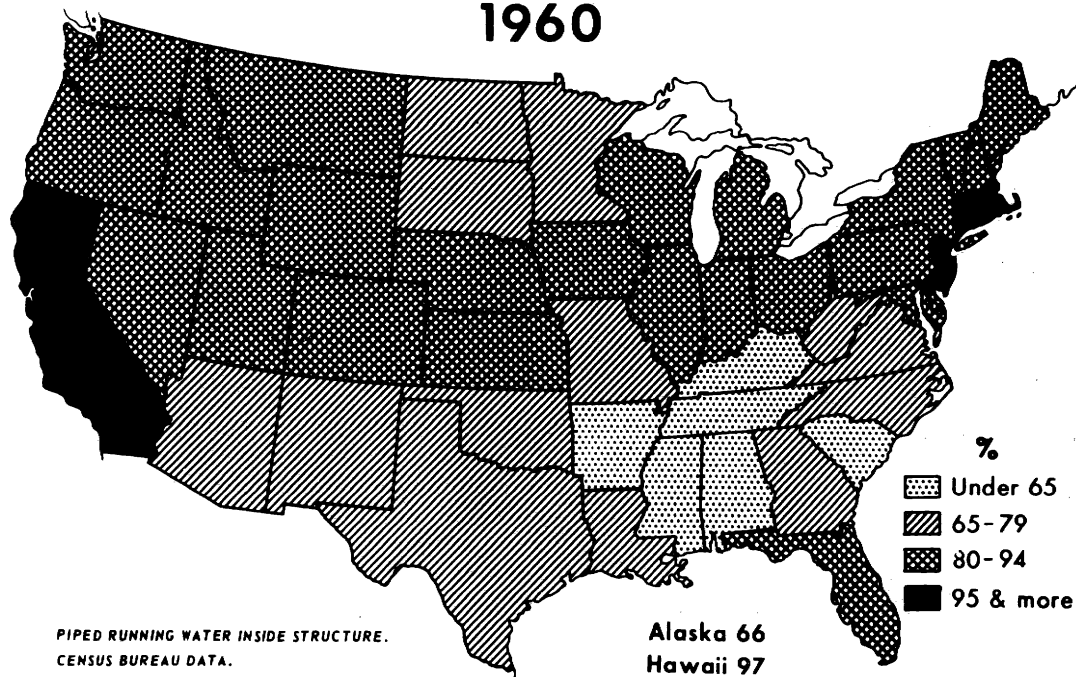 1960
%
Under 65
65-79
80-94
95 & more
PIPED RUNNING WATER INSIDE STRUCTURE.
CENSUS BUREAU DATA.
Alaska 66
Hawaii 97